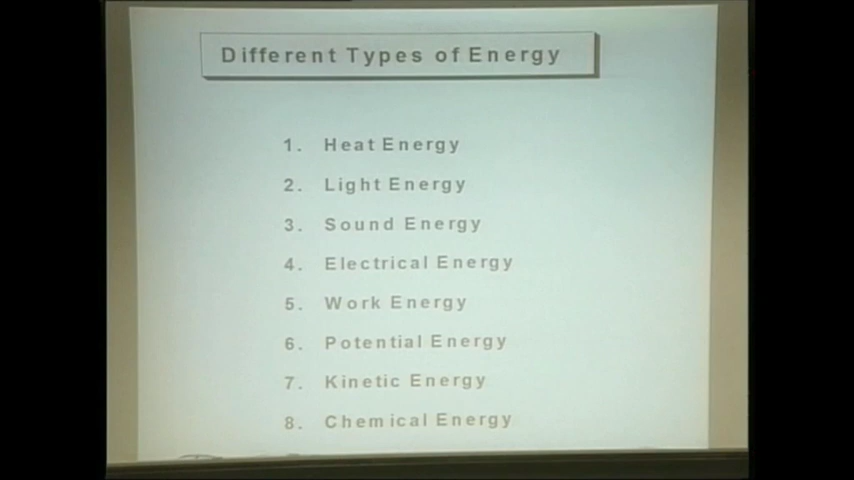 Different Types of Energy
1. Heat Energy
2. Light Energy
3. Sound Energy
4. Electrical Energy
5. Work Energy
6. Potential Energy
7. Kinetic Energy
8. Chemical Energy